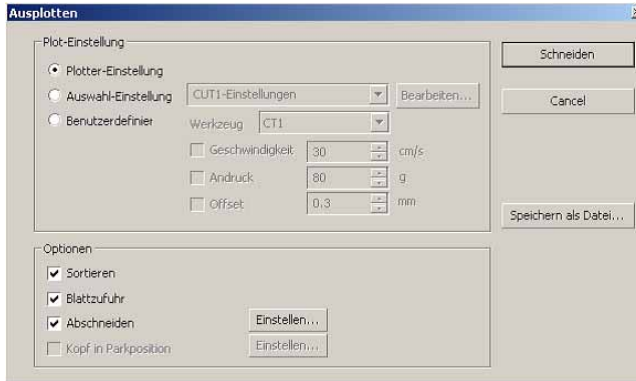 Ausplotten
Plot-Einstellung
Plotter-Einstellung
Auswahl-Einstellung CUT1-Einstellungen Bearbeiten...
Benutzerdefinier Werkzeug CT1
Geschwindigkeit 30 cm/s
Andruck 80 g
Offset 0.3 mm
Schneiden
Cancel
Speichern als Datei...
Optionen
Sortieren
Blattzufuhr
Abschneiden Einstellen...
Kopf in Parkposition Einstellen...